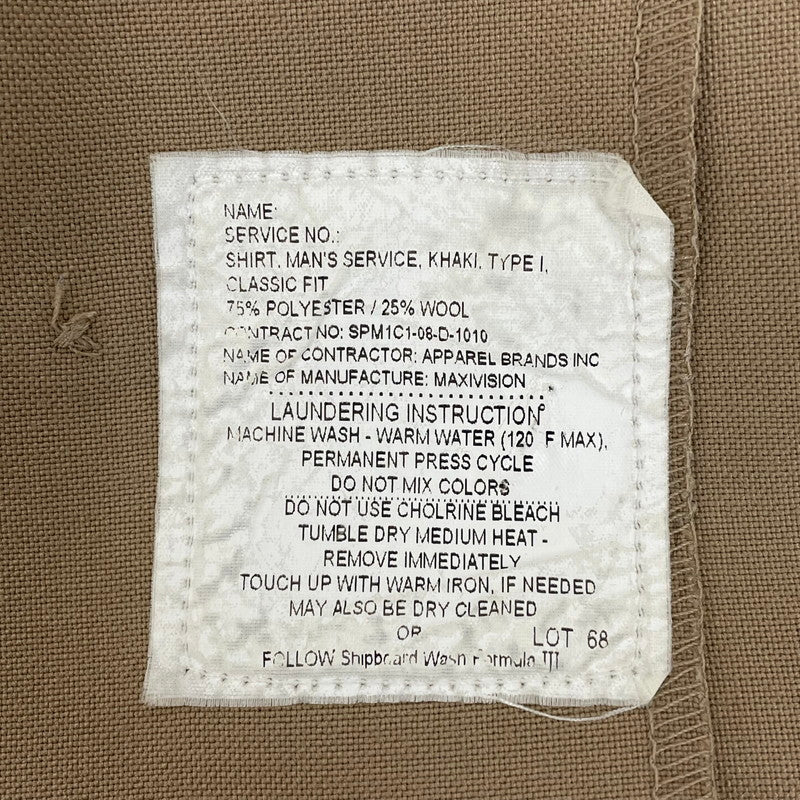 NAME:
SERVICE NO.:
SHIRT, MAN'S SERVICE, KHAKI, TYPE I,
CLASSIC FIT
75% POLYESTER / 25% WOOL
CONTRACT NO: SPM1C1-08-D-1010
NAME OF CONTRACTOR: APPAREL BRANDS INC
NAME OF MANUFACTURE: MAXIVISION
LAUNDERING INSTRUCTION
MACHINE WASH - WARM WATER (120°F MAX),
PERMANENT PRESS CYCLE
DO NOT MIX COLORS
DO NOT USE CHOLRINE BLEACH
TUMBLE DRY MEDIUM HEAT -
REMOVE IMMEDIATELY
TOUCH UP WITH WARM IRON, IF NEEDED
MAY ALSO BE DRY CLEANED
OR LOT 68
FOLLOW Shipboard Wash Formula III